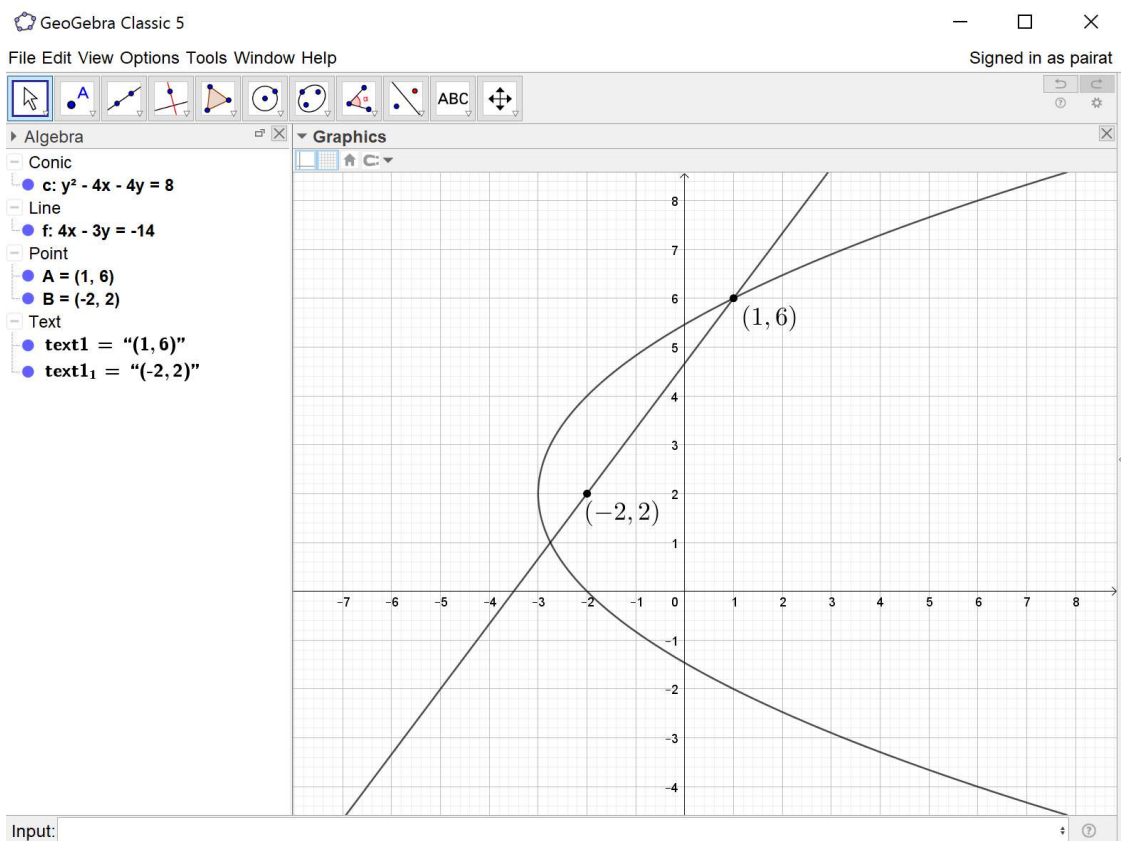 GeoGebra Classic 5
File Edit View Options Tools Window Help
Signed in as pairat
A
α
ABC
Algebra
Graphics
Conic
c: y² - 4x - 4y = 8
Line
f: 4x - 3y = -14
Point
A = (1, 6)
B = (-2, 2)
Text
text1 = “(1, 6)”
text1₁ = “(-2, 2)”
8
7
6
(1, 6)
5
4
3
2
(−2, 2)
1
−7 −6 −5 −4 −3 −2 −1 0 1 2 3 4 5 6 7 8
−1
−2
−3
−4
Input: